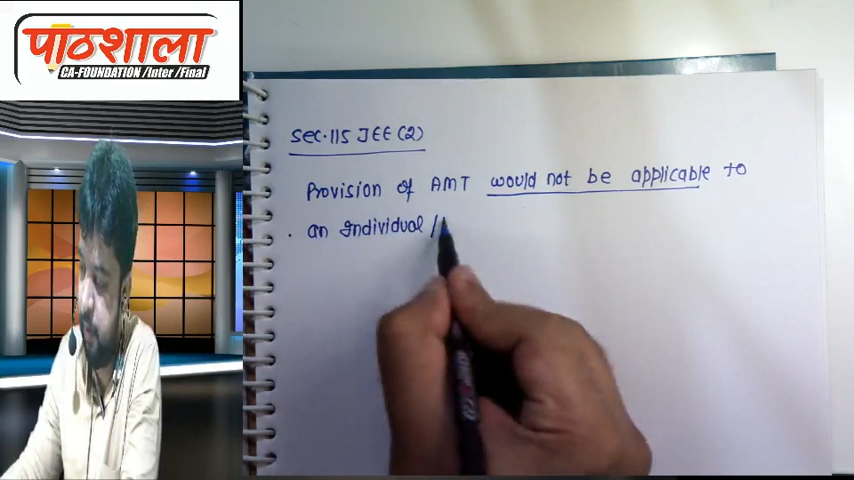 पाठशाला
CA-FOUNDATION /Inter /Final
Sec.115 JEE (2)
Provision of AMT would not be applicable to
. an Individual /